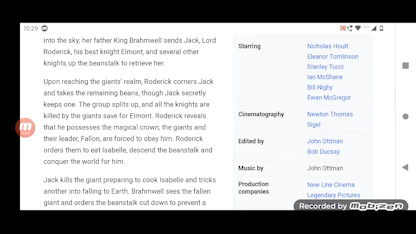 10:29
into the sky; her father King Brahmwell sends Jack, Lord
Roderick, his best knight Elmont, and several other
knights up the beanstalk to retrieve her.
Upon reaching the giants' realm, Roderick corners Jack
and takes the remaining beans, though Jack secretly
keeps one. The group splits up, and all the knights are
killed by the giants save for Elmont. Roderick reveals
that he possesses the magical crown; the giants and
their leader, Fallon, are forced to obey him. Roderick
orders them to eat Isabelle, descend the beanstalk and
conquer the world for him.
Jack kills the giant preparing to cook Isabelle and tricks
another into falling to Earth. Brahmwell sees the fallen
giant and orders the beanstalk cut down to prevent a
Starring
Nicholas Hoult
Eleanor Tomlinson
Stanley Tucci
Ian McShane
Bill Nighy
Ewan McGregor
Cinematography
Newton Thomas
Sigel
Edited by
John Ottman
Bob Ducsay
Music by
John Ottman
Production
companies
New Line Cinema
Legendary Pictures
Recorded by Mobizen